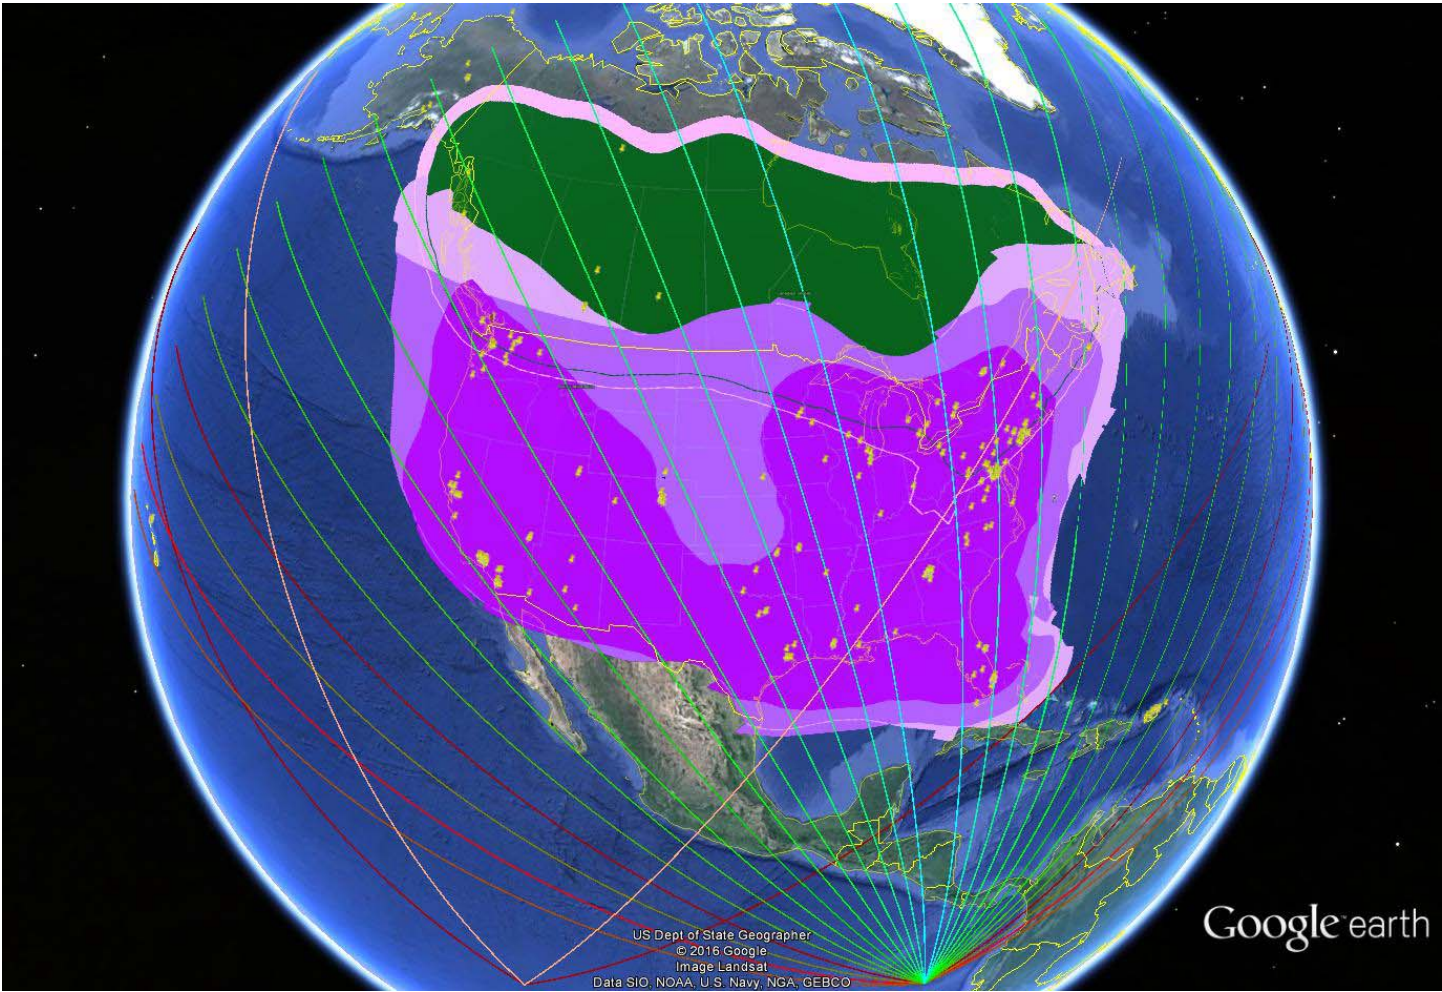 US Dept of State Geographer
© 2016 Google
Image Landsat
Data SIO, NOAA, U.S. Navy, NGA, GEBCO
Google earth